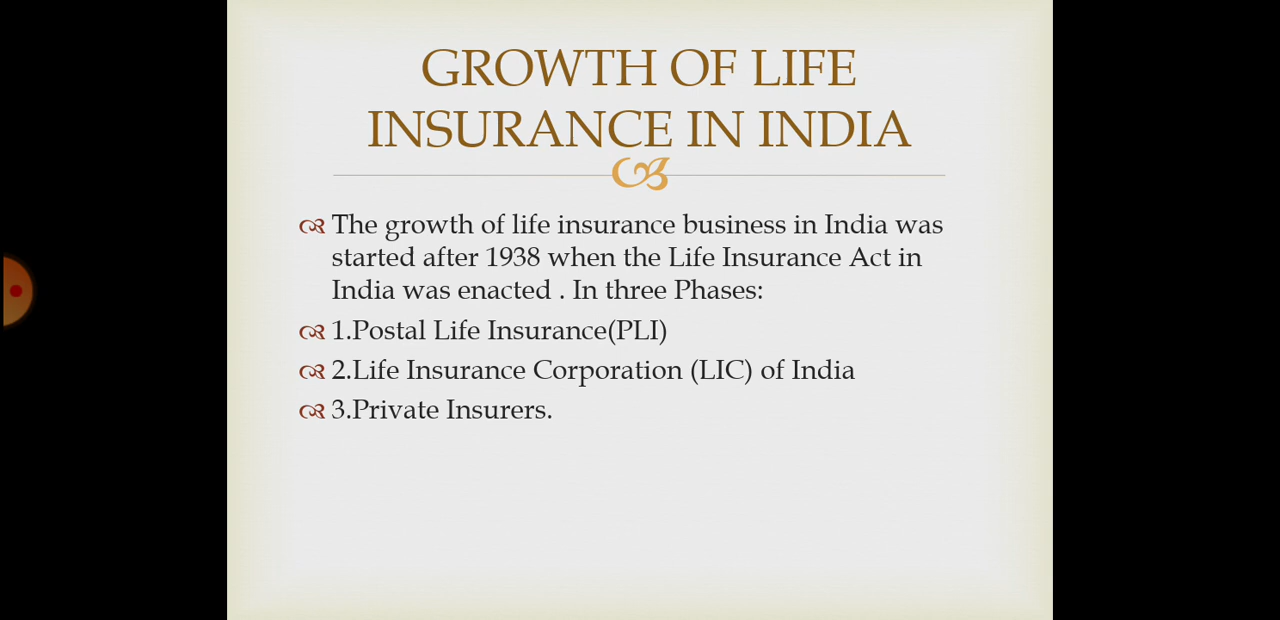 GROWTH OF LIFE
INSURANCE IN INDIA
The growth of life insurance business in India was
started after 1938 when the Life Insurance Act in
India was enacted . In three Phases:
1.Postal Life Insurance(PLI)
2.Life Insurance Corporation (LIC) of India
3.Private Insurers.